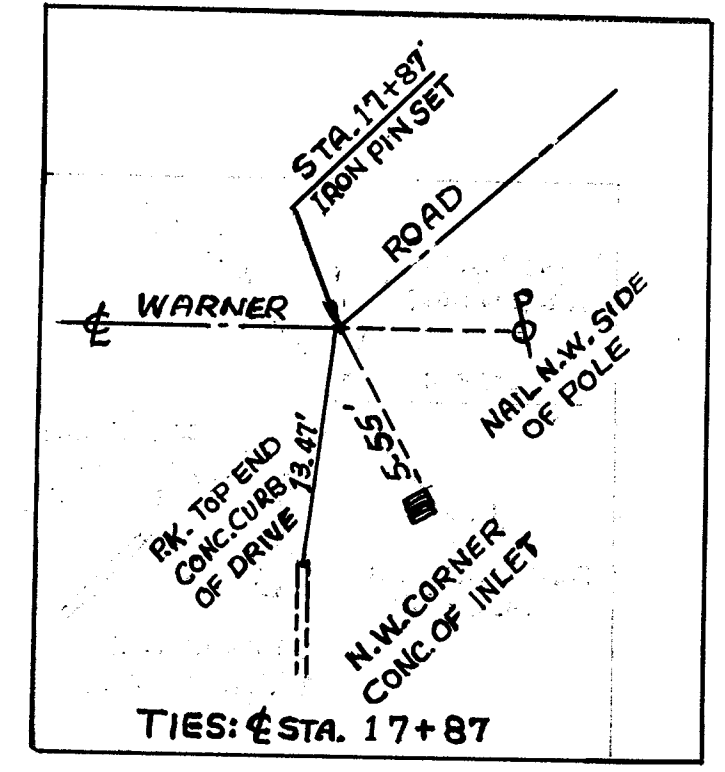 STA. 17+87'
IRON PIN SET
ROAD
℄ WARNER
P
NAIL N.W. SIDE
OF POLE
13.47'
5.55'
P.K. TOP END
CONC. CURB
OF DRIVE
N.W. CORNER
CONC. OF INLET
TIES: ℄ STA. 17+87